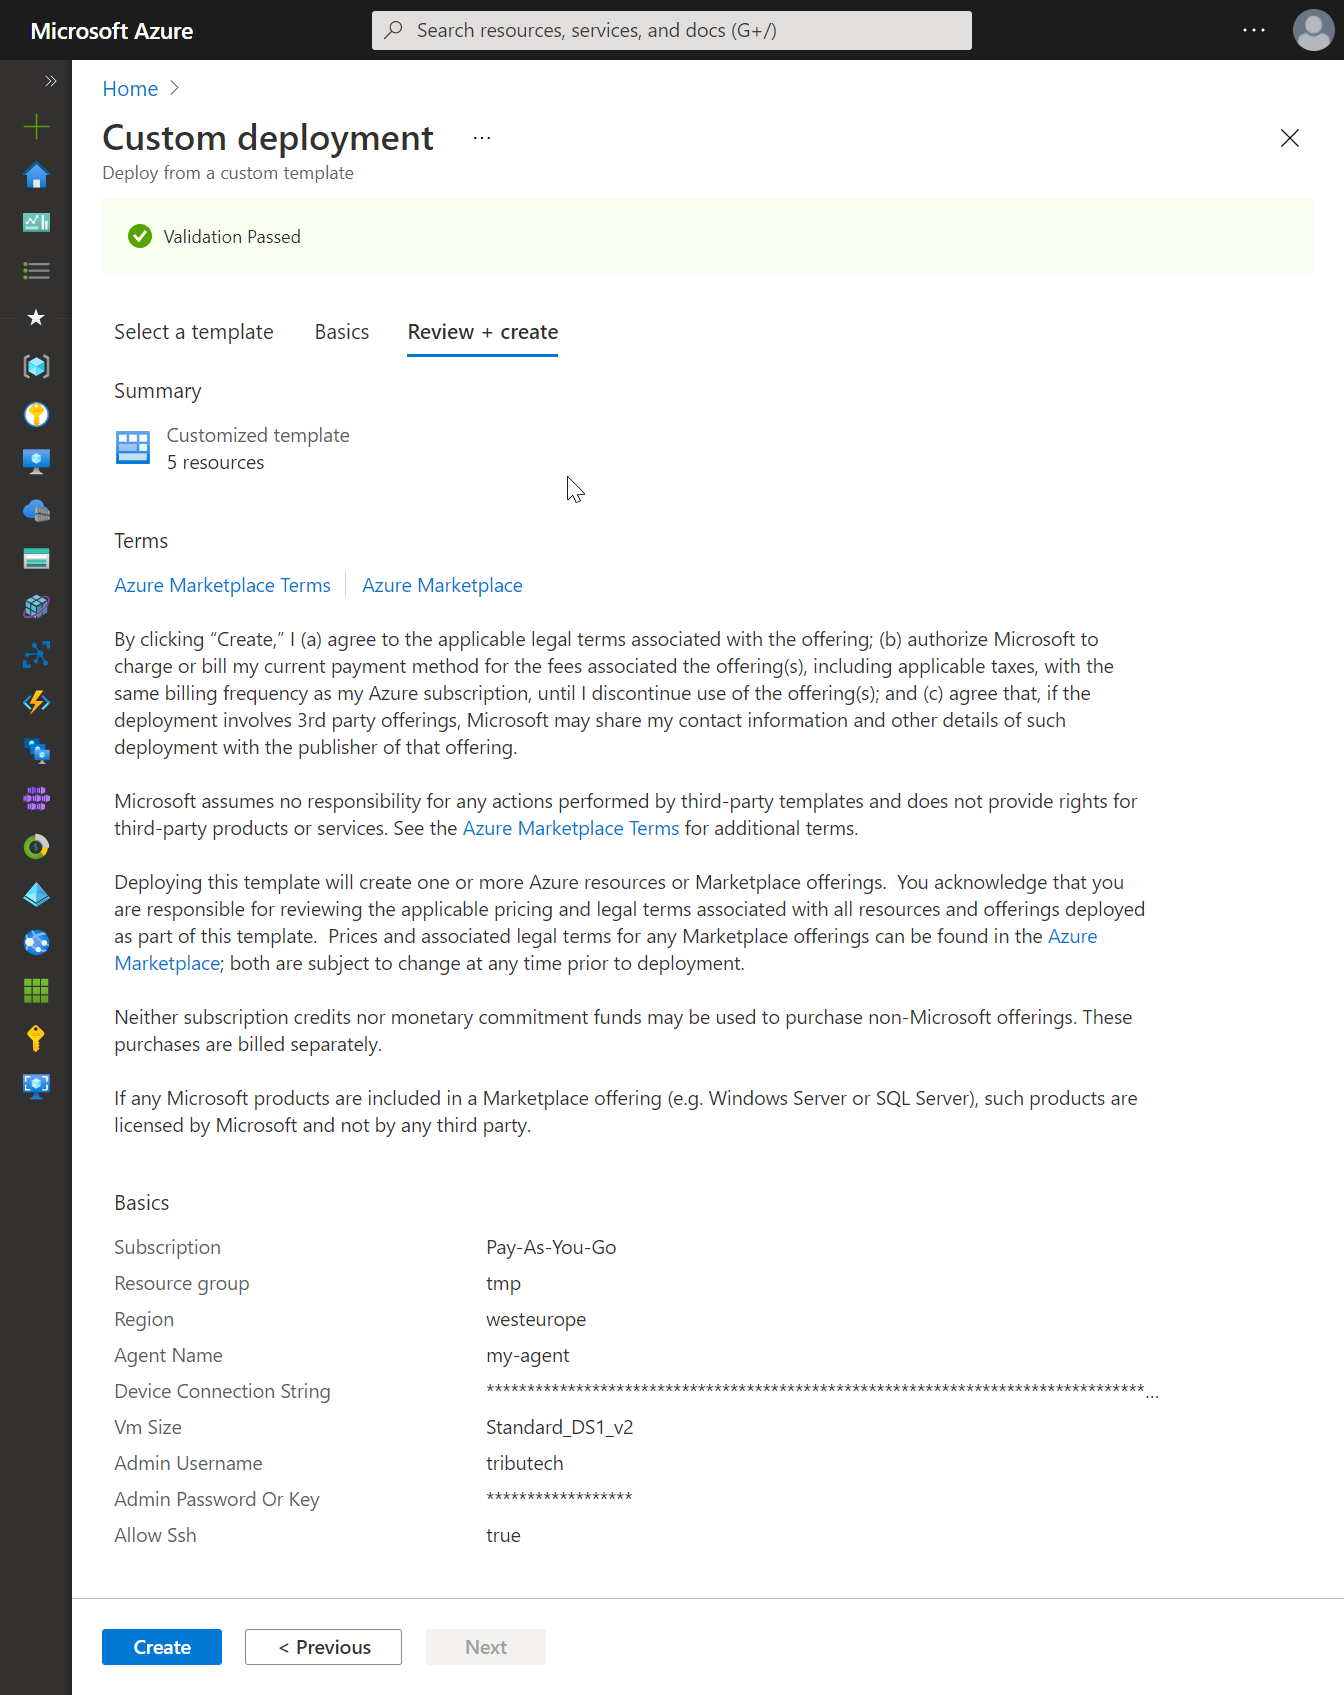 Microsoft Azure
Search resources, services, and docs (G+/)
Home
Custom deployment
Deploy from a custom template
Validation Passed
Select a template
Basics
Review + create
Summary
Customized template
5 resources
Terms
Azure Marketplace Terms
Azure Marketplace
By clicking “Create,” I (a) agree to the applicable legal terms associated with the offering; (b) authorize Microsoft to
charge or bill my current payment method for the fees associated the offering(s), including applicable taxes, with the
same billing frequency as my Azure subscription, until I discontinue use of the offering(s); and (c) agree that, if the
deployment involves 3rd party offerings, Microsoft may share my contact information and other details of such
deployment with the publisher of that offering.
Microsoft assumes no responsibility for any actions performed by third-party templates and does not provide rights for
third-party products or services. See the Azure Marketplace Terms for additional terms.
Deploying this template will create one or more Azure resources or Marketplace offerings.  You acknowledge that you
are responsible for reviewing the applicable pricing and legal terms associated with all resources and offerings deployed
as part of this template.  Prices and associated legal terms for any Marketplace offerings can be found in the Azure
Marketplace; both are subject to change at any time prior to deployment.
Neither subscription credits nor monetary commitment funds may be used to purchase non-Microsoft offerings. These
purchases are billed separately.
If any Microsoft products are included in a Marketplace offering (e.g. Windows Server or SQL Server), such products are
licensed by Microsoft and not by any third party.
Basics
Subscription Pay-As-You-Go
Resource group tmp
Region westeurope
Agent Name my-agent
Device Connection String *********************************************************************************...
Vm Size Standard_DS1_v2
Admin Username tributech
Admin Password Or Key ******************
Allow Ssh true
Create
< Previous
Next